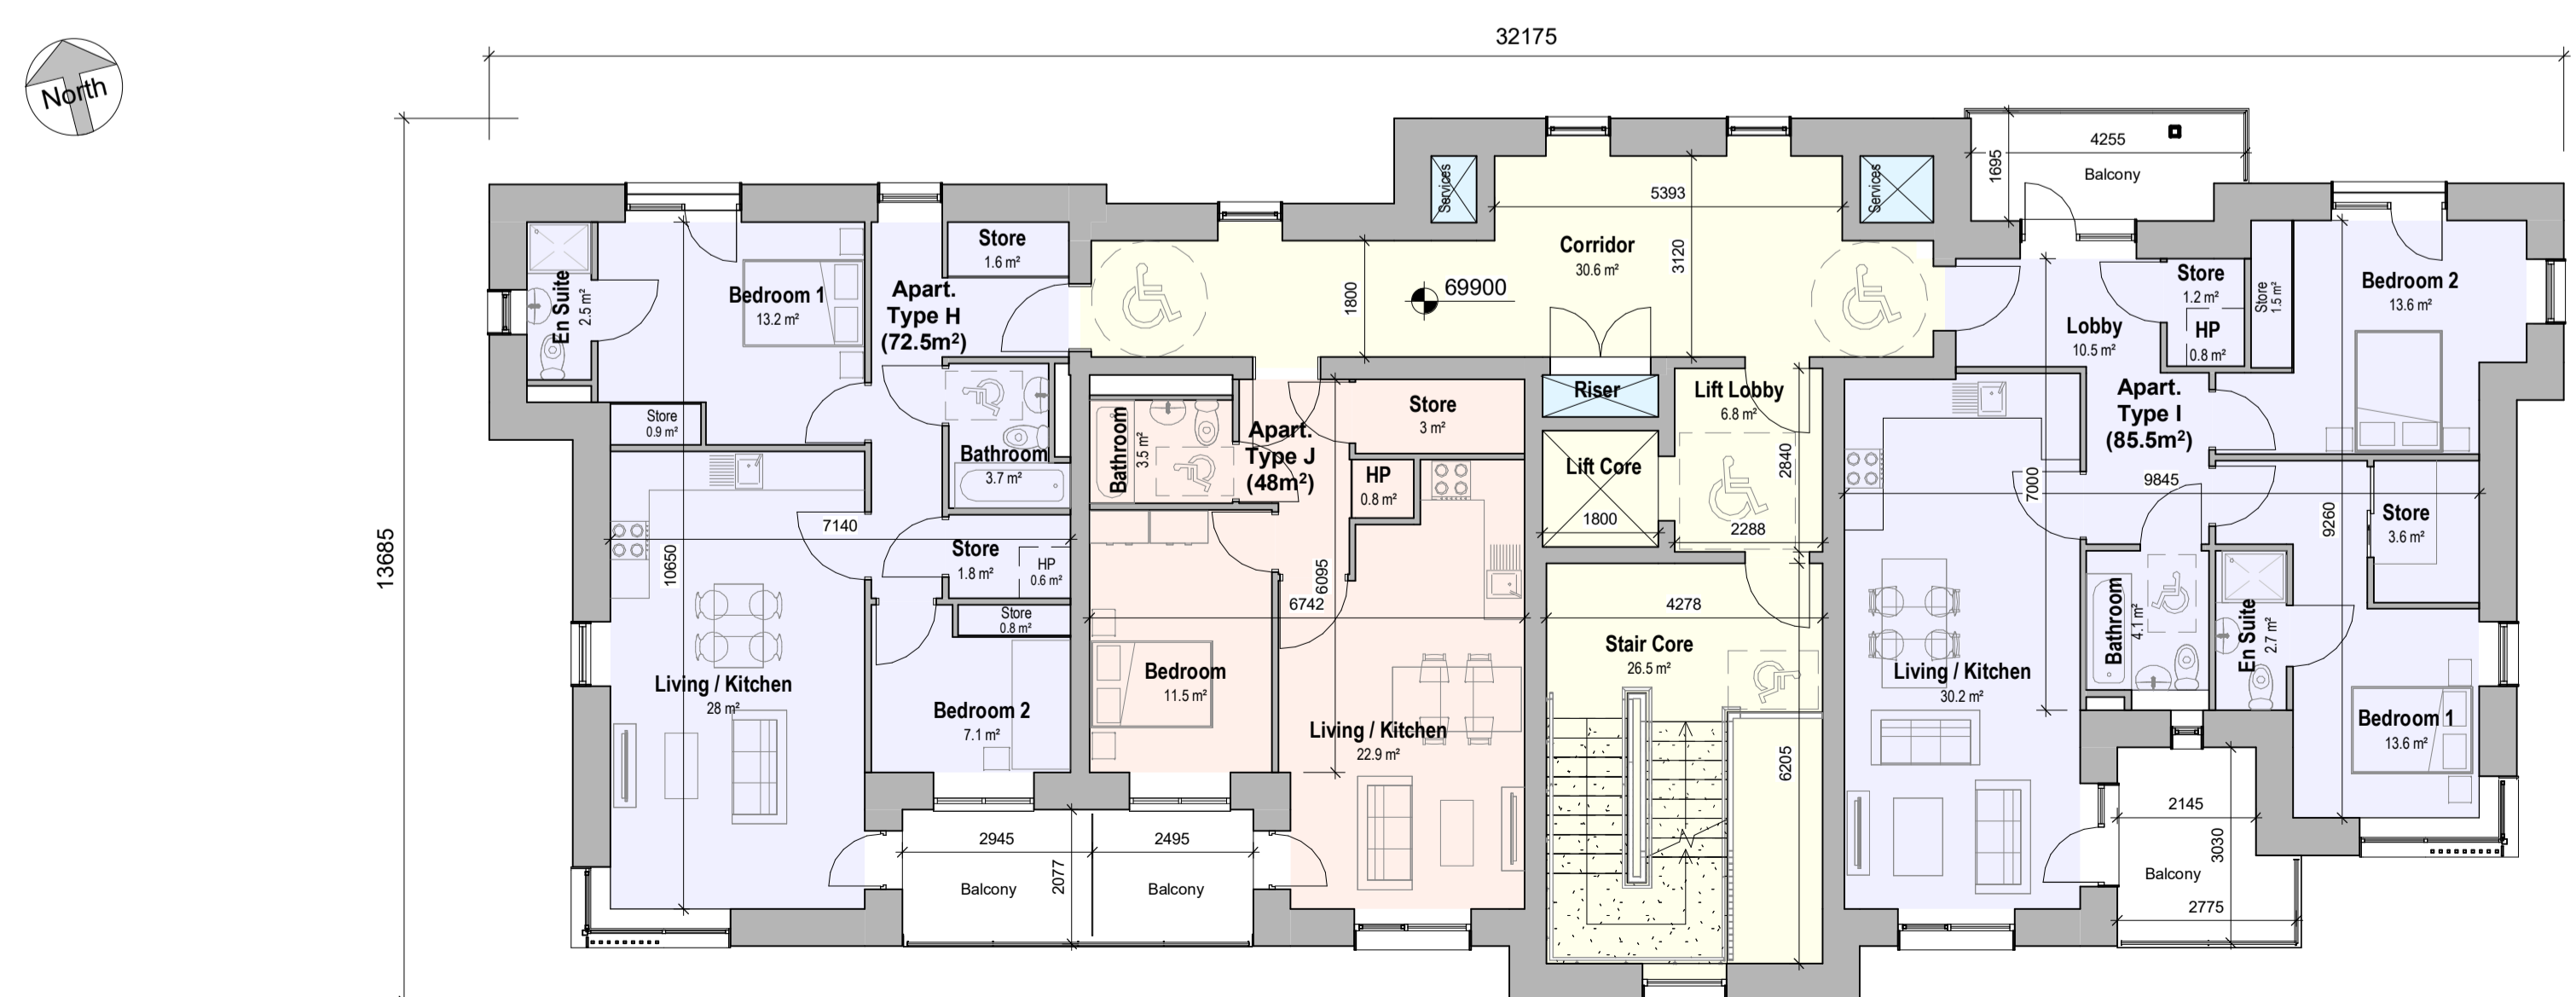 North
32175
13685
En Suite
2.5 m²
Bedroom 1
13.2 m²
Store
0.9 m²
Apart.
Type H
(72.5m²)
Store
1.6 m²
Bathroom
3.7 m²
7140
10650
Store
1.8 m²
HP
0.6 m²
Store
0.8 m²
Living / Kitchen
28 m²
Bedroom 2
7.1 m²
2945
2077
Balcony
2495
Balcony
Services
5393
Services
Corridor
30.6 m²
3120
1800
69900
Bathroom
3.5 m²
Apart.
Type J
(48m²)
Store
3 m²
HP
0.8 m²
6095
6742
Bedroom
11.5 m²
Living / Kitchen
22.9 m²
Riser
Lift Lobby
6.8 m²
Lift Core
1800
2840
2288
4278
Stair Core
26.5 m²
6205
1695
4255
Balcony
Lobby
10.5 m²
Store
1.2 m²
HP
0.8 m²
Store
1.5 m²
Bedroom 2
13.6 m²
Apart.
Type I
(85.5m²)
7000
9845
9260
Store
3.6 m²
Bathroom
4.1 m²
En Suite
2.7 m²
Living / Kitchen
30.2 m²
Bedroom 1
13.6 m²
2145
3030
Balcony
2775